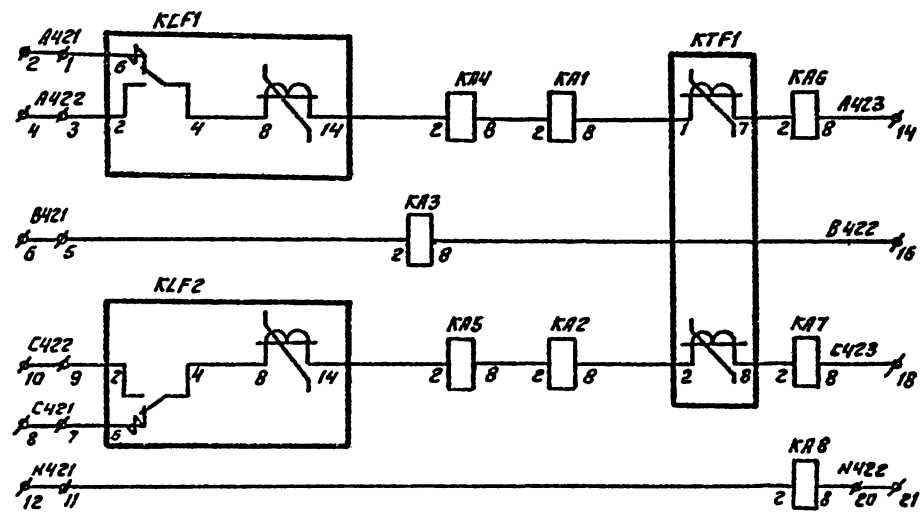 KLF1
A421
2 1 6
KA4 KA1 KTF1 KA6
A422 A423
4 3 2 4 8 14 2 8 2 8 1 7 2 8 14
B421 KA3 B422
6 5 2 8 16
KLF2
C422 KA5 KA2 KA7 C423
10 9 2 4 8 14 2 8 2 8 2 8 2 8 18
C421
8 7 6
N421 KA8 N422
12 11 2 8 20 21